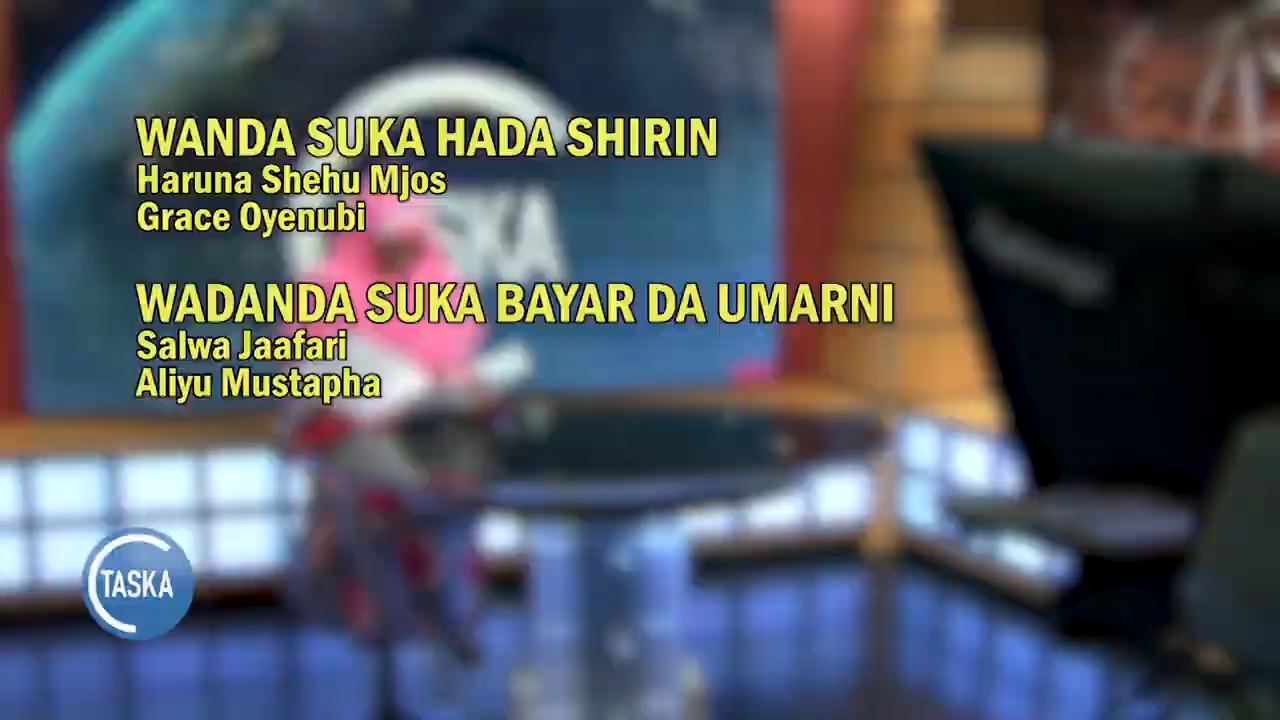 WANDA SUKA HADA SHIRIN
Haruna Shehu Mjos
Grace Oyenubi
WADANDA SUKA BAYAR DA UMARNI
Salwa Jaafari
Aliyu Mustapha
TASKA